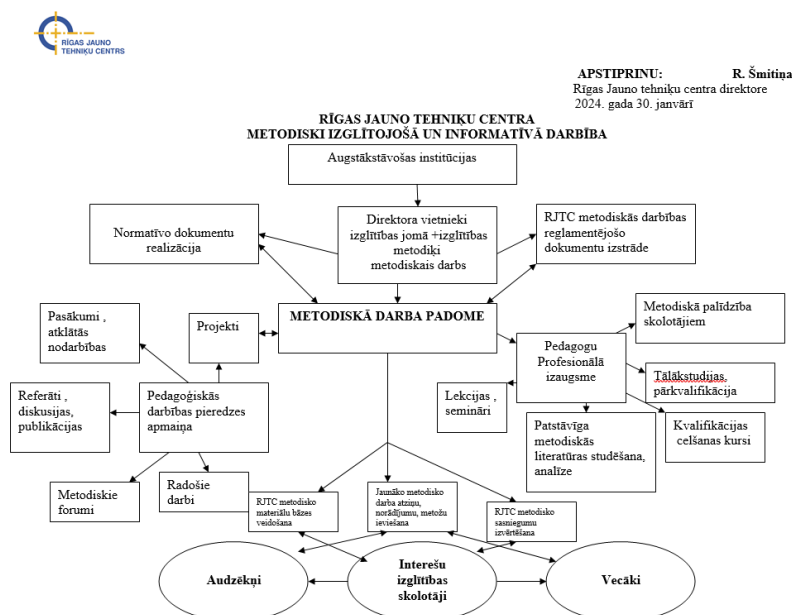 RĪGAS JAUNO
TEHNIĶU CENTRS
APSTIPRINU: R. Šmitiņa
Rīgas Jauno tehniķu centra direktore
2024. gada 30. janvārī
RĪGAS JAUNO TEHNIĶU CENTRA
METODISKI IZGLĪTOJOŠĀ UN INFORMATĪVĀ DARBĪBA
Augstākstāvošas institūcijas
Normatīvo dokumentu
realizācija
Direktora vietnieki
izglītības jomā +izglītības
metodiķi
metodiskais darbs
RJTC metodiskās darbības
reglamentējošo
dokumentu izstrāde
Pasākumi ,
atklātās
nodarbības
Projekti
METODISKĀ DARBA PADOME
Metodiskā palīdzība
skolotājiem
Pedagogu
Profesionālā
izaugsme
Tālākstudijas,
pārkvalifikācija
Referāti ,
diskusijas,
publikācijas
Pedagoģiskās
darbības pieredzes
apmaiņa
Lekcijas ,
semināri
Patstāvīga
metodiskās
literatūras studēšana,
analīze
Kvalifikācijas
celšanas kursi
Metodiskie
forumi
Radošie
darbi
RJTC metodisko
materiālu bāzes
veidošana
Jaunāko metodisko
darba atziņu,
norādījumu, metožu
ieviešana
RJTC metodisko
sasniegumu
izvērtēšana
Audzēkņi
Interešu
izglītības
skolotāji
Vecāki